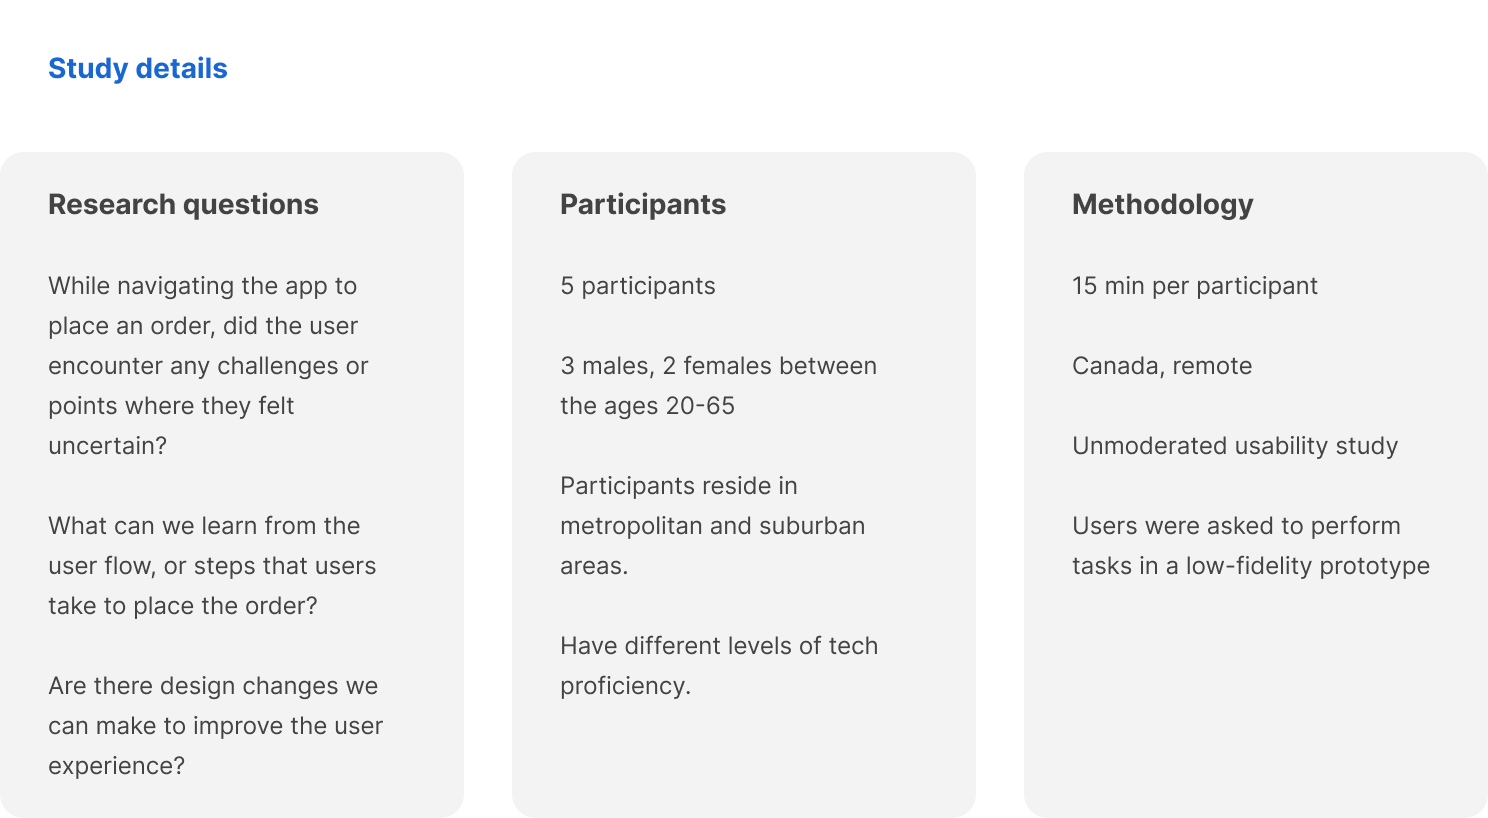 Study details
Research questions
While navigating the app to
place an order, did the user
encounter any challenges or
points where they felt
uncertain?
What can we learn from the
user flow, or steps that users
take to place the order?
Are there design changes we
can make to improve the user
experience?
Participants
5 participants
3 males, 2 females between
the ages 20-65
Participants reside in
metropolitan and suburban
areas.
Have different levels of tech
proficiency.
Methodology
15 min per participant
Canada, remote
Unmoderated usability study
Users were asked to perform
tasks in a low-fidelity prototype